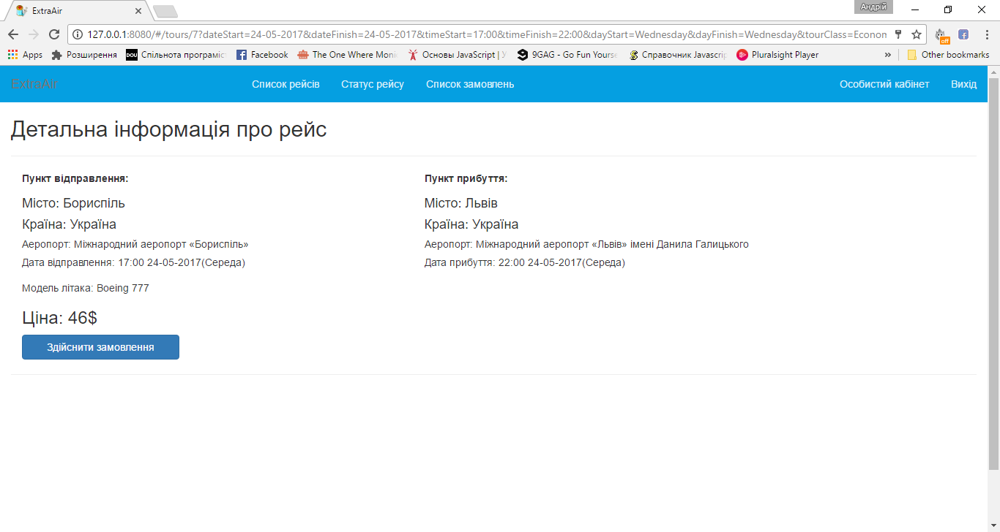 ExtraAir
Андрій
127.0.0.1:8080/#/tours/7?dateStart=24-05-2017&dateFinish=24-05-2017&timeStart=17:00&timeFinish=22:00&dayStart=Wednesday&dayFinish=Wednesday&tourClass=Econom
off
Apps Розширення DOU Спільнота програміст Facebook The One Where Moni Основы JavaScript | 9GAG - Go Fun Yourse Справочник Javascrip Pluralsight Player » Other bookmarks
ExtraAir Список рейсів Статус рейсу Список замовлень Особистий кабінет Вихід
Детальна інформація про рейс
Пункт відправлення:
Місто: Бориспіль
Країна: Україна
Аеропорт: Міжнародний аеропорт «Бориспіль»
Дата відправлення: 17:00 24-05-2017(Середа)
Пункт прибуття:
Місто: Львів
Країна: Україна
Аеропорт: Міжнародний аеропорт «Львів» імені Данила Галицького
Дата прибуття: 22:00 24-05-2017(Середа)
Модель літака: Boeing 777
Ціна: 46$
Здійснити замовлення